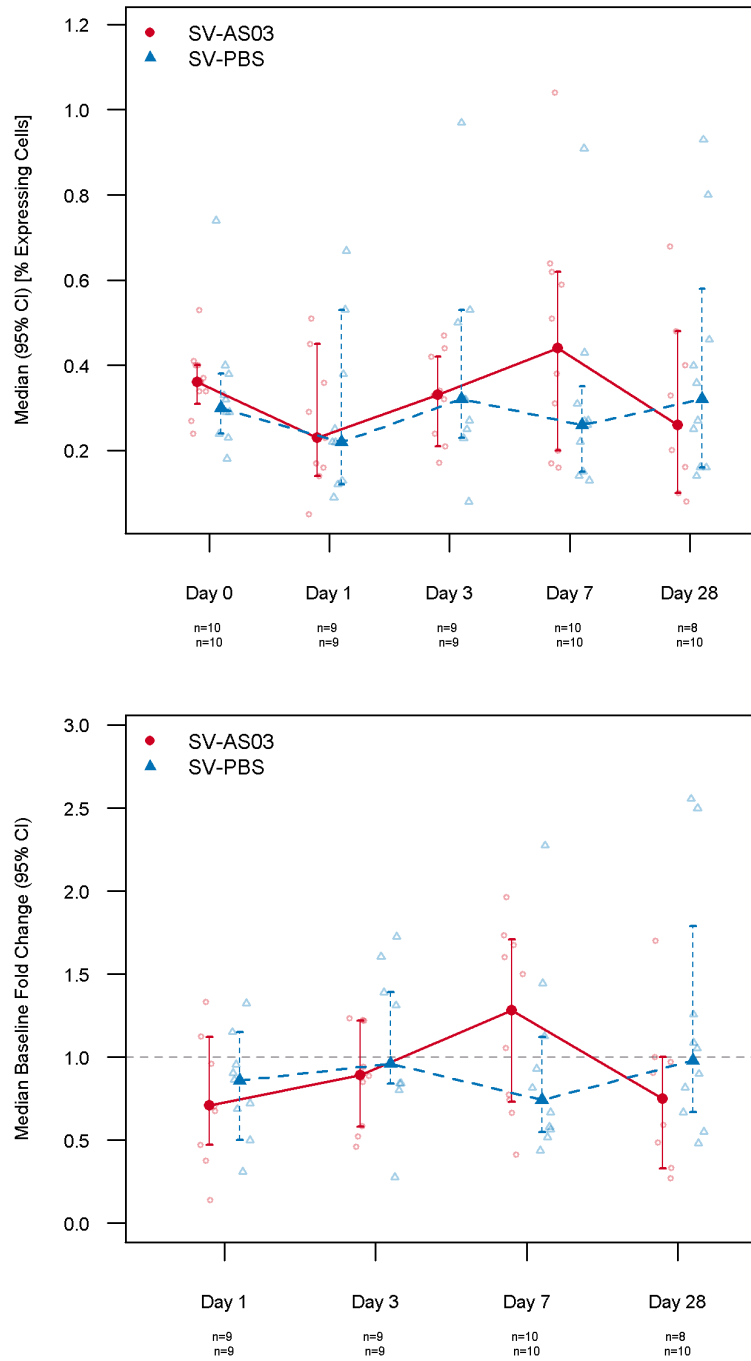 SV-AS03
SV-PBS
Median (95% CI) [% Expressing Cells]
1.2
1.0
0.8
0.6
0.4
0.2
Day 0 Day 1 Day 3 Day 7 Day 28
n=10 n=9 n=9 n=10 n=8
n=10 n=9 n=9 n=10 n=10
SV-AS03
SV-PBS
Median Baseline Fold Change (95% CI)
3.0
2.5
2.0
1.5
1.0
0.5
0.0
Day 1 Day 3 Day 7 Day 28
n=9 n=9 n=10 n=8
n=9 n=9 n=10 n=10